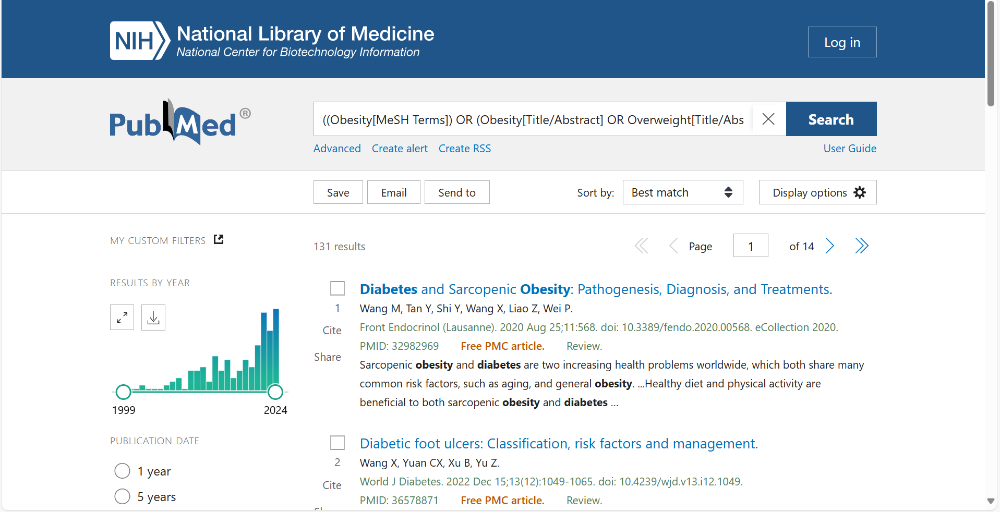 NIH National Library of Medicine
National Center for Biotechnology Information
Log in
PubMed®
((Obesity[MeSH Terms]) OR (Obesity[Title/Abstract] OR Overweight[Title/Abs
Search
Advanced Create alert Create RSS User Guide
Save Email Send to Sort by: Best match Display options
MY CUSTOM FILTERS
131 results Page 1 of 14
RESULTS BY YEAR
1999 2024
PUBLICATION DATE
1 year
5 years
Diabetes and Sarcopenic Obesity: Pathogenesis, Diagnosis, and Treatments.
1 Wang M, Tan Y, Shi Y, Wang X, Liao Z, Wei P.
Cite Front Endocrinol (Lausanne). 2020 Aug 25;11:568. doi: 10.3389/fendo.2020.00568. eCollection 2020.
PMID: 32982969 Free PMC article. Review.
Share Sarcopenic obesity and diabetes are two increasing health problems worldwide, which both share many
common risk factors, such as aging, and general obesity. ...Healthy diet and physical activity are
beneficial to both sarcopenic obesity and diabetes ...
Diabetic foot ulcers: Classification, risk factors and management.
2 Wang X, Yuan CX, Xu B, Yu Z.
Cite World J Diabetes. 2022 Dec 15;13(12):1049-1065. doi: 10.4239/wjd.v13.i12.1049.
PMID: 36578871 Free PMC article. Review.